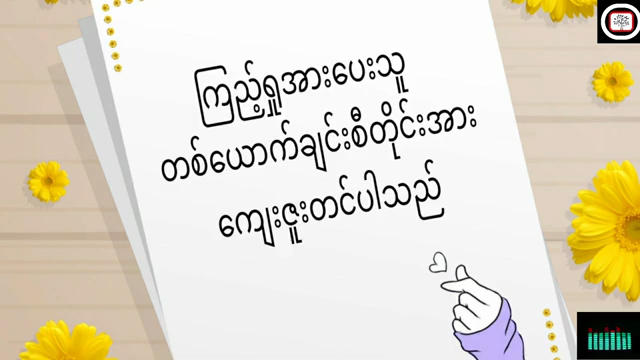 ကြည့်ရှုအားပေးသူ
တစ်ယောက်ချင်းစီတိုင်းအား
ကျေးဇူးတင်ပါသည်